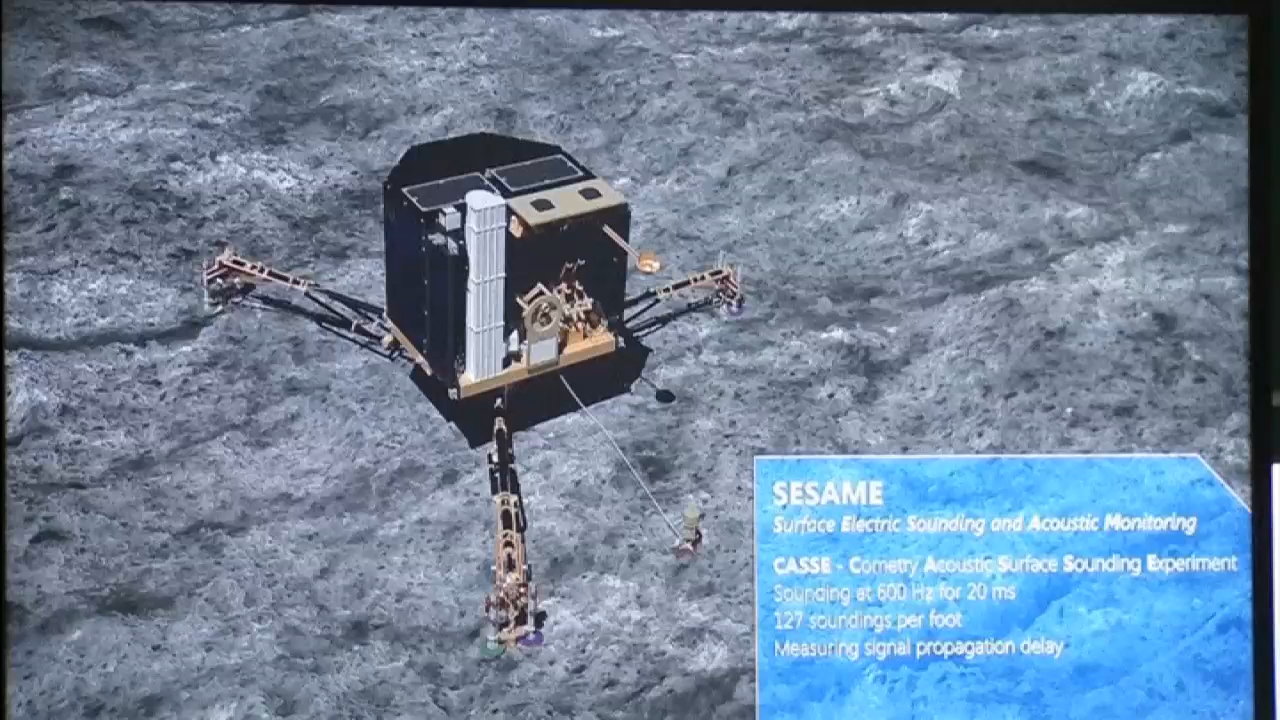 SESAME
Surface Electric Sounding and Acoustic Monitoring
CASSE - Cometry Acoustic Surface Sounding Experiment
Sounding at 600 Hz for 20 ms
127 soundings per foot
Measuring signal propagation delay